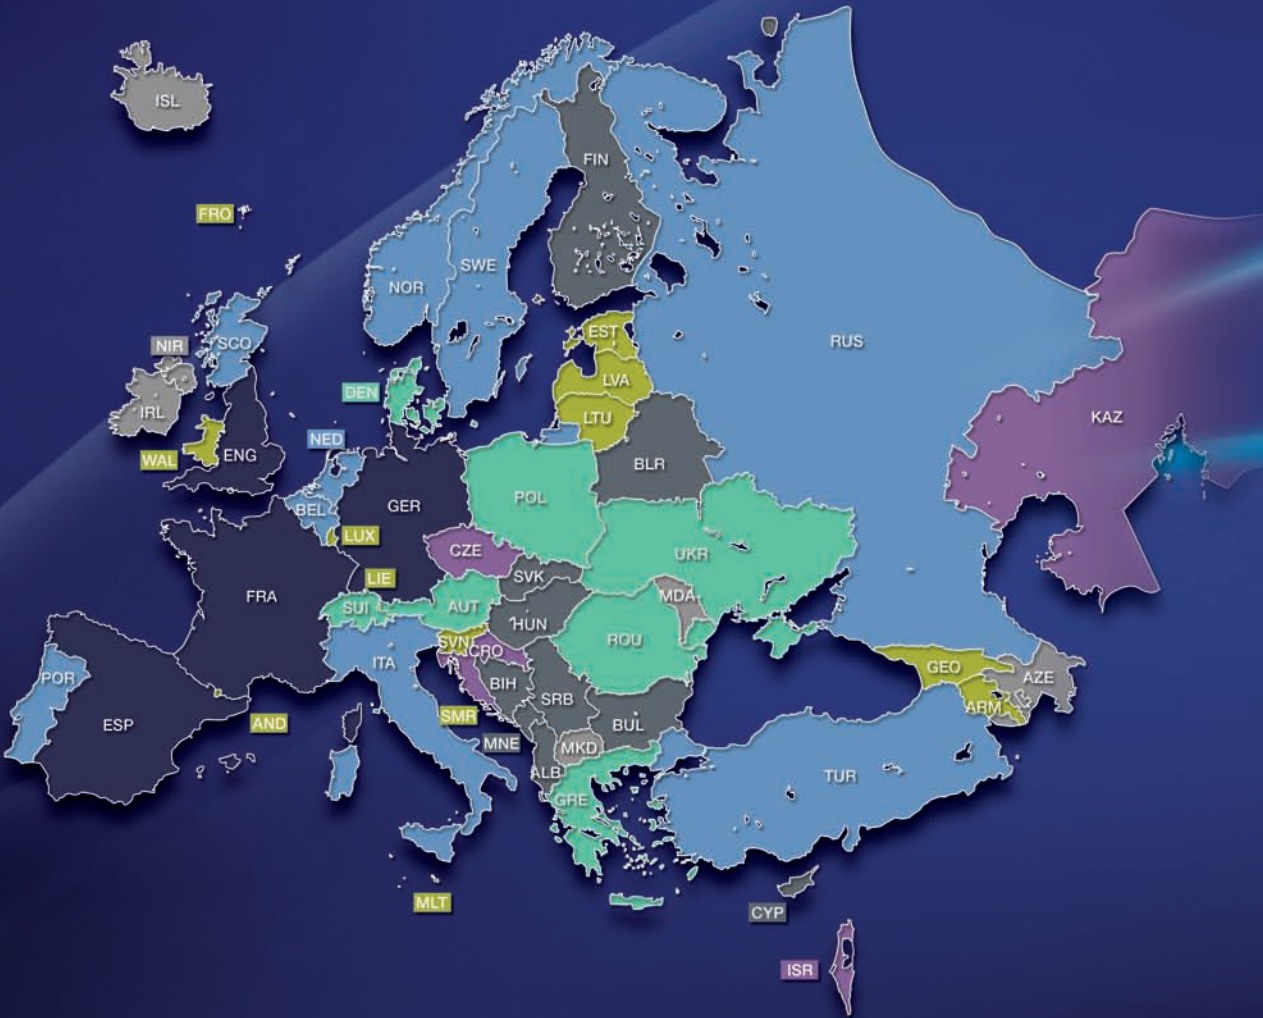 ISL
FIN
FRO
SWE
NOR
EST
RUS
SCO
NIR
LVA
DEN
IRL
LTU
KAZ
NED
ENG
WAL
BLR
POL
GER
BEL
LUX
CZE
UKR
SVK
LIE
FRA
MDA
SUI
AUT
HUN
ROU
SVN
CRO
ITA
GEO
POR
AZE
BIH
SRB
ARM
SMR
AND
ESP
BUL
MNE
MKD
ALB
TUR
GRE
MLT
CYP
ISR